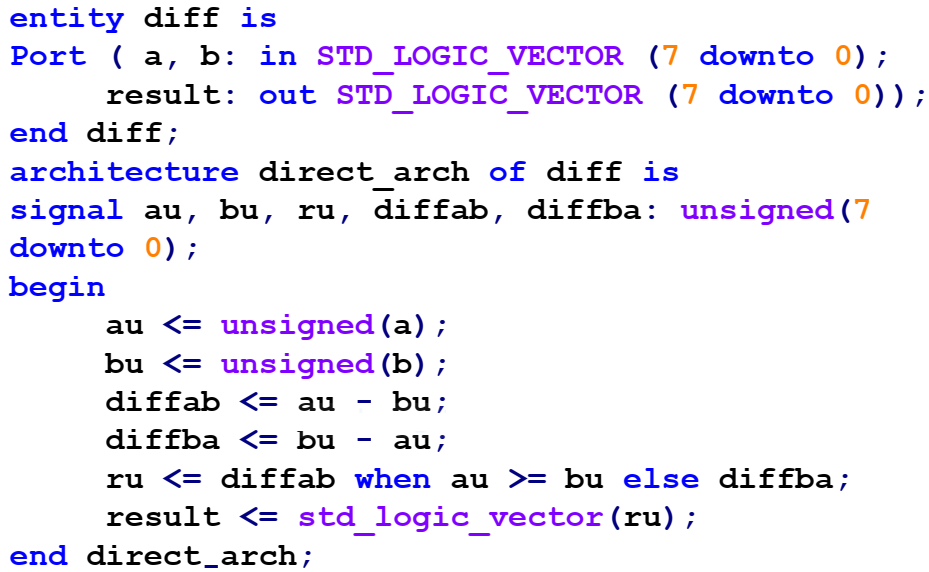 entity diff is
Port ( a, b: in STD_LOGIC_VECTOR (7 downto 0);
result: out STD_LOGIC_VECTOR (7 downto 0));
end diff;
architecture direct_arch of diff is
signal au, bu, ru, diffab, diffba: unsigned(7
downto 0);
begin
au <= unsigned(a);
bu <= unsigned(b);
diffab <= au - bu;
diffba <= bu - au;
ru <= diffab when au >= bu else diffba;
result <= std_logic_vector(ru);
end direct_arch;